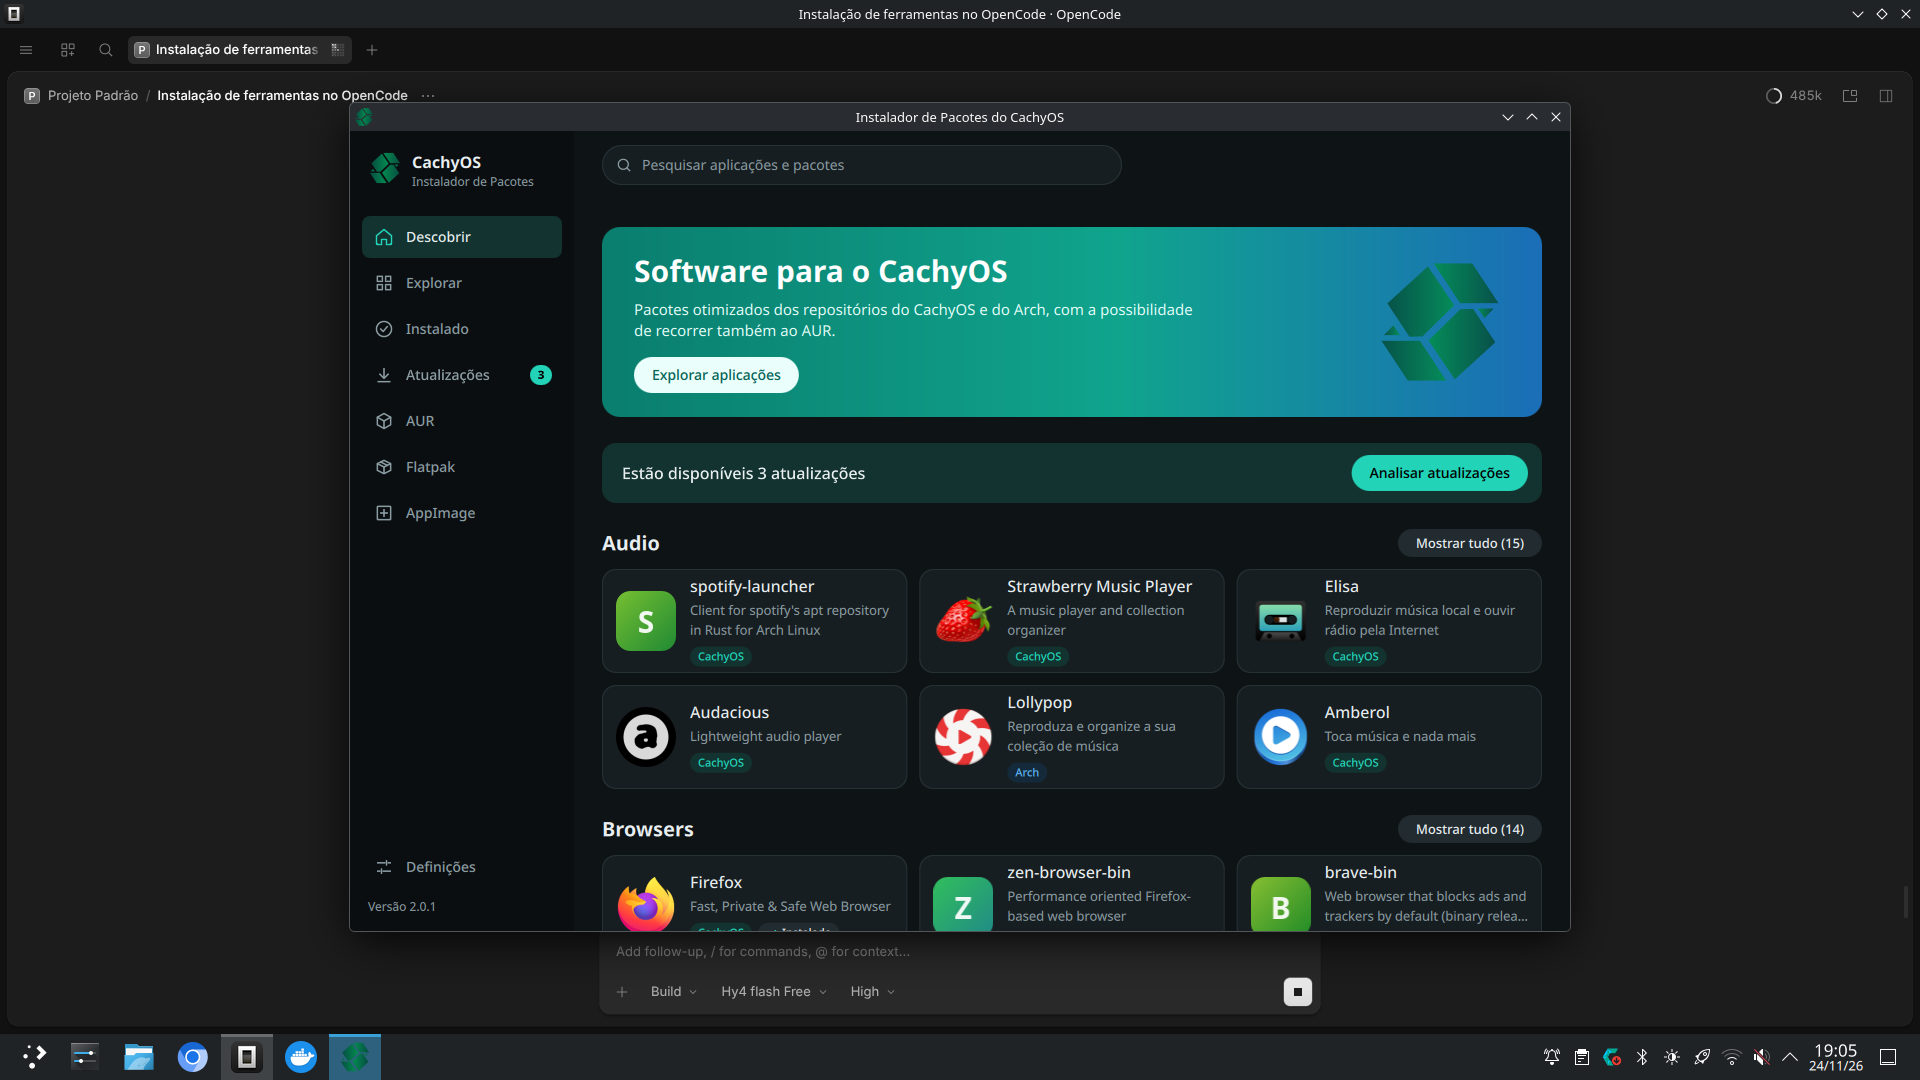 Instalação de ferramentas no OpenCode · OpenCode
P Instalação de ferramentas
P Projeto Padrão / Instalação de ferramentas no OpenCode ...
485k
Instalador de Pacotes do CachyOS
CachyOS
Instalador de Pacotes
Descobrir
Explorar
Instalado
Atualizações 3
AUR
Flatpak
AppImage
Definições
Versão 2.0.1
Pesquisar aplicações e pacotes
Software para o CachyOS
Pacotes otimizados dos repositórios do CachyOS e do Arch, com a possibilidade
de recorrer também ao AUR.
Explorar aplicações
Estão disponíveis 3 atualizações
Analisar atualizações
Audio
Mostrar tudo (15)
S
spotify-launcher
Client for spotify's apt repository
in Rust for Arch Linux
CachyOS
Strawberry Music Player
A music player and collection
organizer
CachyOS
Elisa
Reproduzir música local e ouvir
rádio pela Internet
CachyOS
a
Audacious
Lightweight audio player
CachyOS
Lollypop
Reproduza e organize a sua
coleção de música
Arch
Amberol
Toca música e nada mais
CachyOS
Browsers
Mostrar tudo (14)
Firefox
Fast, Private & Safe Web Browser
CachyOS Instalado
Z
zen-browser-bin
Performance oriented Firefox-
based web browser
B
brave-bin
Web browser that blocks ads and
trackers by default (binary relea...
Add follow-up, / for commands, @ for context...
Build
Hy4 flash Free
High
19:05
24/11/26